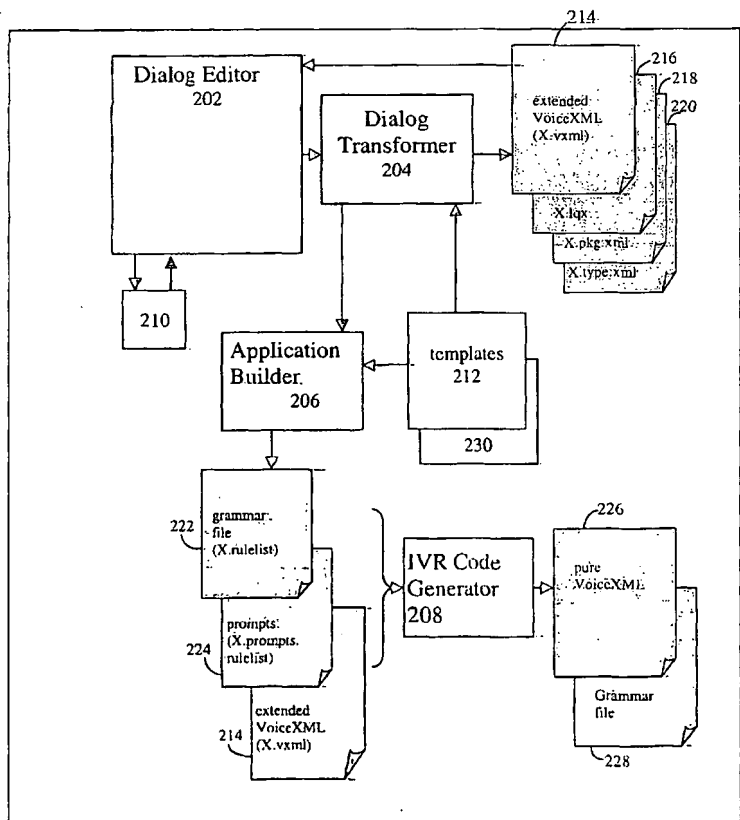 214
216
218
220
Dialog Editor
202
Dialog
Transformer
204
extended
VoiceXML
(X.vxml)
X.lqx
X.pkg.xml
X.type.xml
210
Application
Builder.
206
templates
212
230
222
grammar
file
(X.rulelist)
224
prompts
(X.prompts.
rulelist)
214
extended
VoiceXML
(X.vxml)
IVR Code
Generator
208
226
pure
VoiceXML
Grammar
file
228